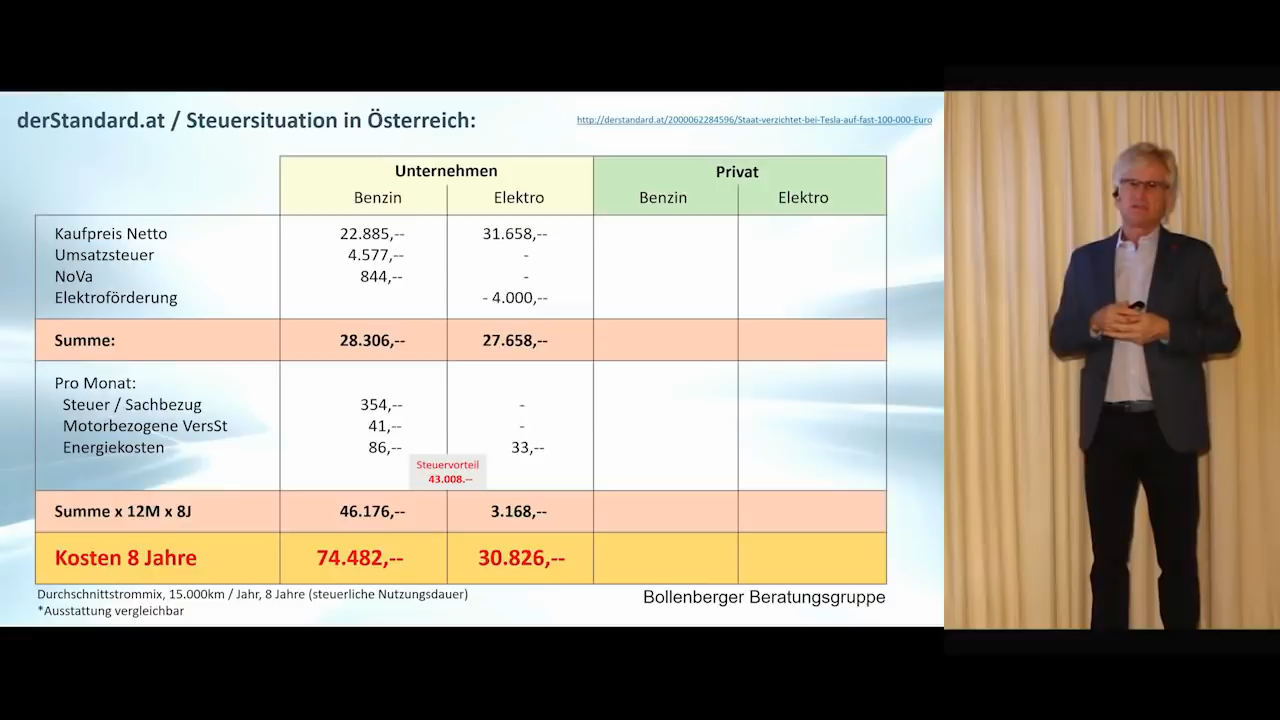 derStandard.at / Steuersituation in Österreich:
http://derstandard.at/2000062284596/Staat-verzichtet-bei-Tesla-auf-fast-100-000-Euro
Unternehmen Privat
Benzin Elektro Benzin Elektro
Kaufpreis Netto 22.885,-- 31.658,--
Umsatzsteuer 4.577,-- -
NoVa 844,-- -
Elektroförderung - 4.000,--
Summe: 28.306,-- 27.658,--
Pro Monat:
Steuer / Sachbezug 354,-- -
Motorbezogene VersSt 41,-- -
Energiekosten 86,-- 33,--
Steuervorteil
43.008.--
Summe x 12M x 8J 46.176,-- 3.168,--
Kosten 8 Jahre 74.482,-- 30.826,--
Durchschnittstrommix, 15.000km / Jahr, 8 Jahre (steuerliche Nutzungsdauer)
*Ausstattung vergleichbar
Bollenberger Beratungsgruppe